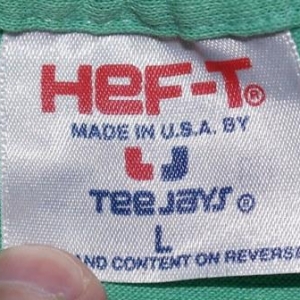 HEF-T®
MADE IN U.S.A. BY
TEE JAYS ®
L
AND CONTENT ON REVERSE